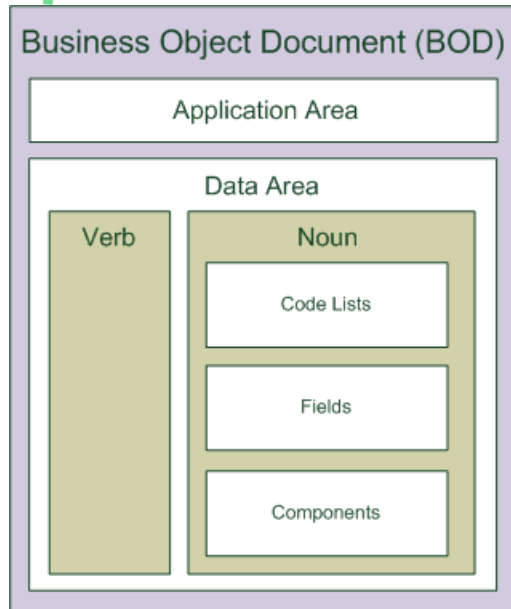 Business Object Document (BOD)
Application Area
Data Area
Verb
Noun
Code Lists
Fields
Components